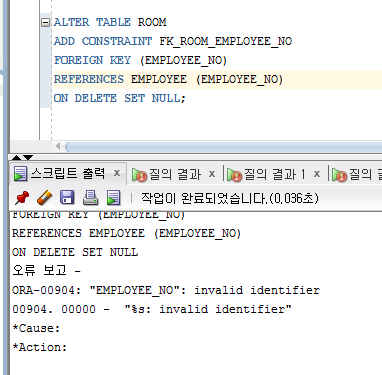 ALTER TABLE ROOM
ADD CONSTRAINT FK_ROOM_EMPLOYEE_NO
FOREIGN KEY (EMPLOYEE_NO)
REFERENCES EMPLOYEE (EMPLOYEE_NO)
ON DELETE SET NULL;
스크립트 출력 x 질의 결과 x 질의 결과 1 x 질의
작업이 완료되었습니다.(0,036초)
FOREIGN KEY (EMPLOYEE_NO)
REFERENCES EMPLOYEE (EMPLOYEE_NO)
ON DELETE SET NULL
오류 보고 -
ORA-00904: "EMPLOYEE_NO": invalid identifier
00904. 00000 - "%s: invalid identifier"
*Cause:
*Action: